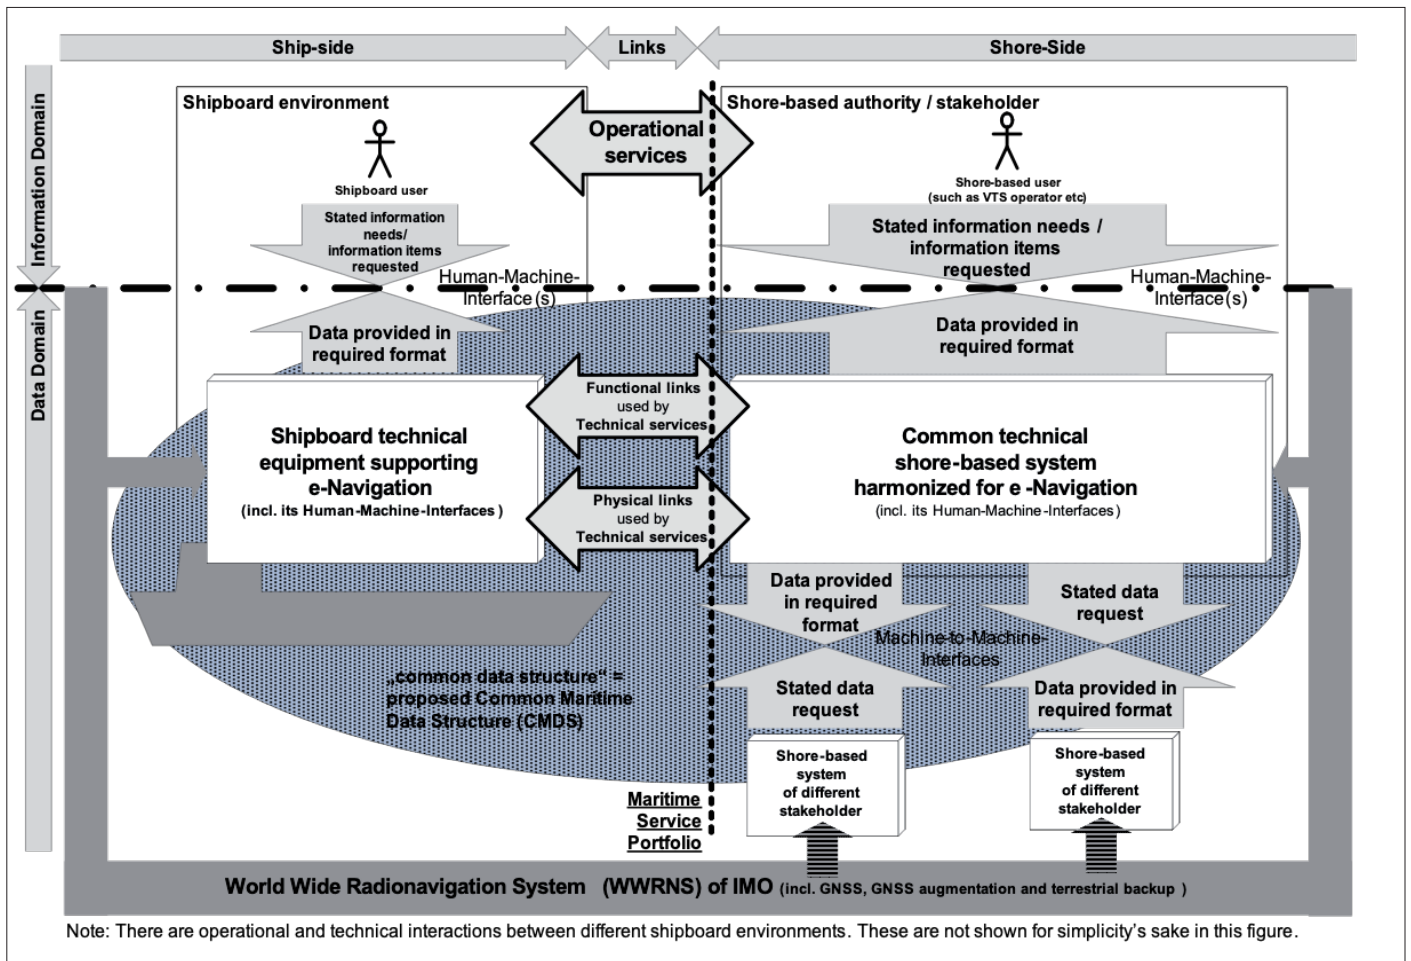 Ship-side
Links
Shore-Side
Information Domain
Data Domain
Shipboard environment
Shipboard user
Stated information
needs/
information items
requested
Human-Machine-
Interface(s)
Data provided in
required format
Shipboard technical
equipment supporting
e-Navigation
(incl. its Human-Machine-Interfaces)
Operational
services
Functional links
used by
Technical services
Physical links
used by
Technical services
Shore-based authority / stakeholder
Shore-based user
(such as VTS operator etc)
Stated information needs /
information items
requested
Human-Machine-
Interface(s)
Data provided in
required format
Common technical
shore-based system
harmonized for e-Navigation
(incl. its Human-Machine-Interfaces)
Data provided
in required
format
Stated data
request
Machine-to-Machine-
Interfaces
Stated data
request
Data provided in
required format
„common data structure“ =
proposed Common Maritime
Data Structure (CMDS)
Shore-based
system
of different
stakeholder
Shore-based
system
of different
stakeholder
Maritime
Service
Portfolio
World Wide Radionavigation System (WWRNS) of IMO (incl. GNSS, GNSS augmentation and terrestrial backup )
Note: There are operational and technical interactions between different shipboard environments. These are not shown for simplicity's sake in this figure.